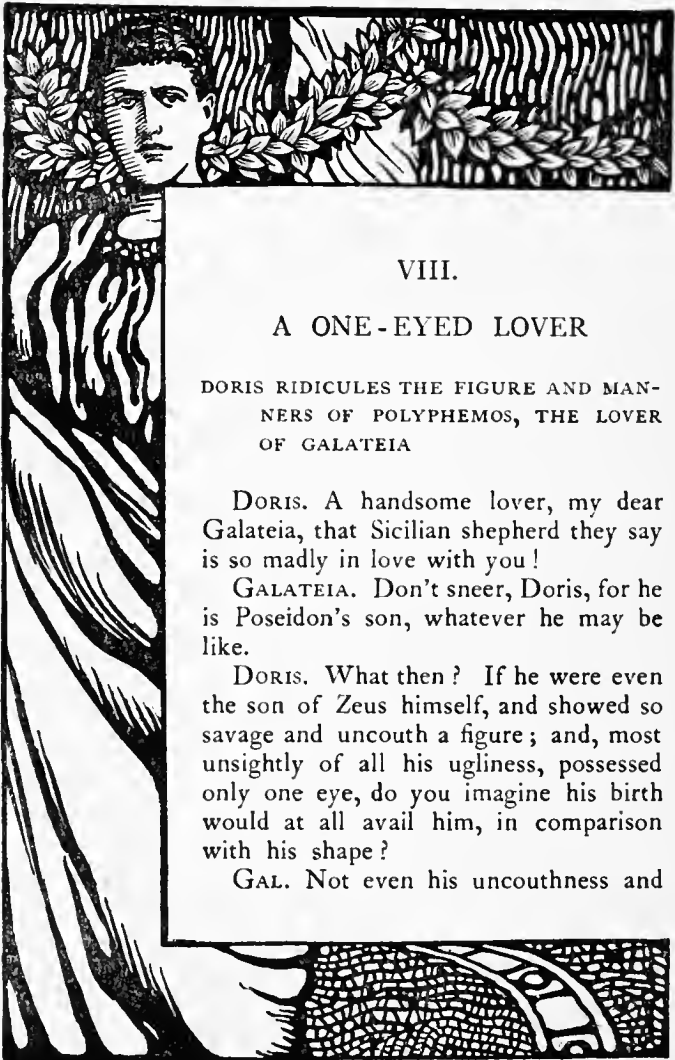 VIII.
A ONE-EYED LOVER
DORIS RIDICULES THE FIGURE AND MAN-
NERS OF POLYPHEMOS, THE LOVER
OF GALATEIA
DORIS. A handsome lover, my dear
Galateia, that Sicilian shepherd they say
is so madly in love with you!
GALATEIA. Don't sneer, Doris, for he
is Poseidon's son, whatever he may be
like.
DORIS. What then? If he were even
the son of Zeus himself, and showed so
savage and uncouth a figure; and, most
unsightly of all his ugliness, possessed
only one eye, do you imagine his birth
would at all avail him, in comparison
with his shape?
GAL. Not even his uncouthness and